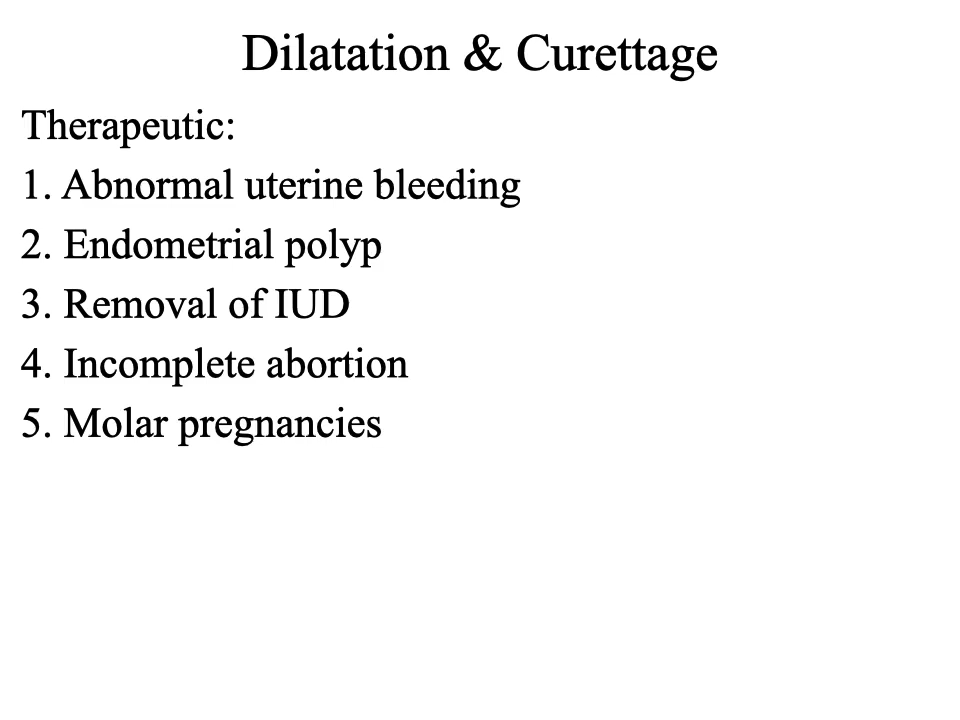 Dilatation & Curettage
Therapeutic:
1. Abnormal uterine bleeding
2. Endometrial polyp
3. Removal of IUD
4. Incomplete abortion
5. Molar pregnancies